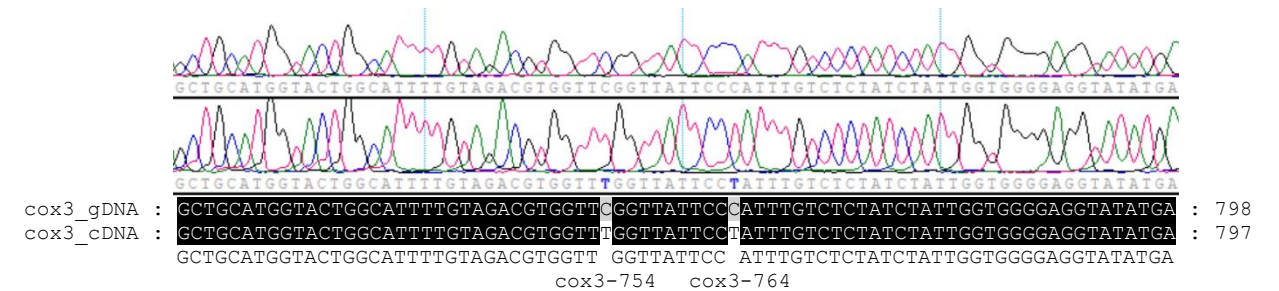 GCTGCATGGTACTGGCATTTTGTAGACGTGGTTCGGTTATTCCCATTTGTCTCTATCTATTGGTGGGGAGGTATATGA
GCTGCATGGTACTGGCATTTTGTAGACGTGGTTTGGTTATTCCTATTTGTCTCTATCTATTGGTGGGGAGGTATATGA
cox3_gDNA : GCTGCATGGTACTGGCATTTTGTAGACGTGGTTCGGTTATTCCCATTTGTCTCTATCTATTGGTGGGGAGGTATATGA : 798
cox3_cDNA : GCTGCATGGTACTGGCATTTTGTAGACGTGGTTTGGTTATTCCTATTTGTCTCTATCTATTGGTGGGGAGGTATATGA : 797
GCTGCATGGTACTGGCATTTTGTAGACGTGGTT GGTTATTCC ATTTGTCTCTATCTATTGGTGGGGAGGTATATGA
cox3-754 cox3-764